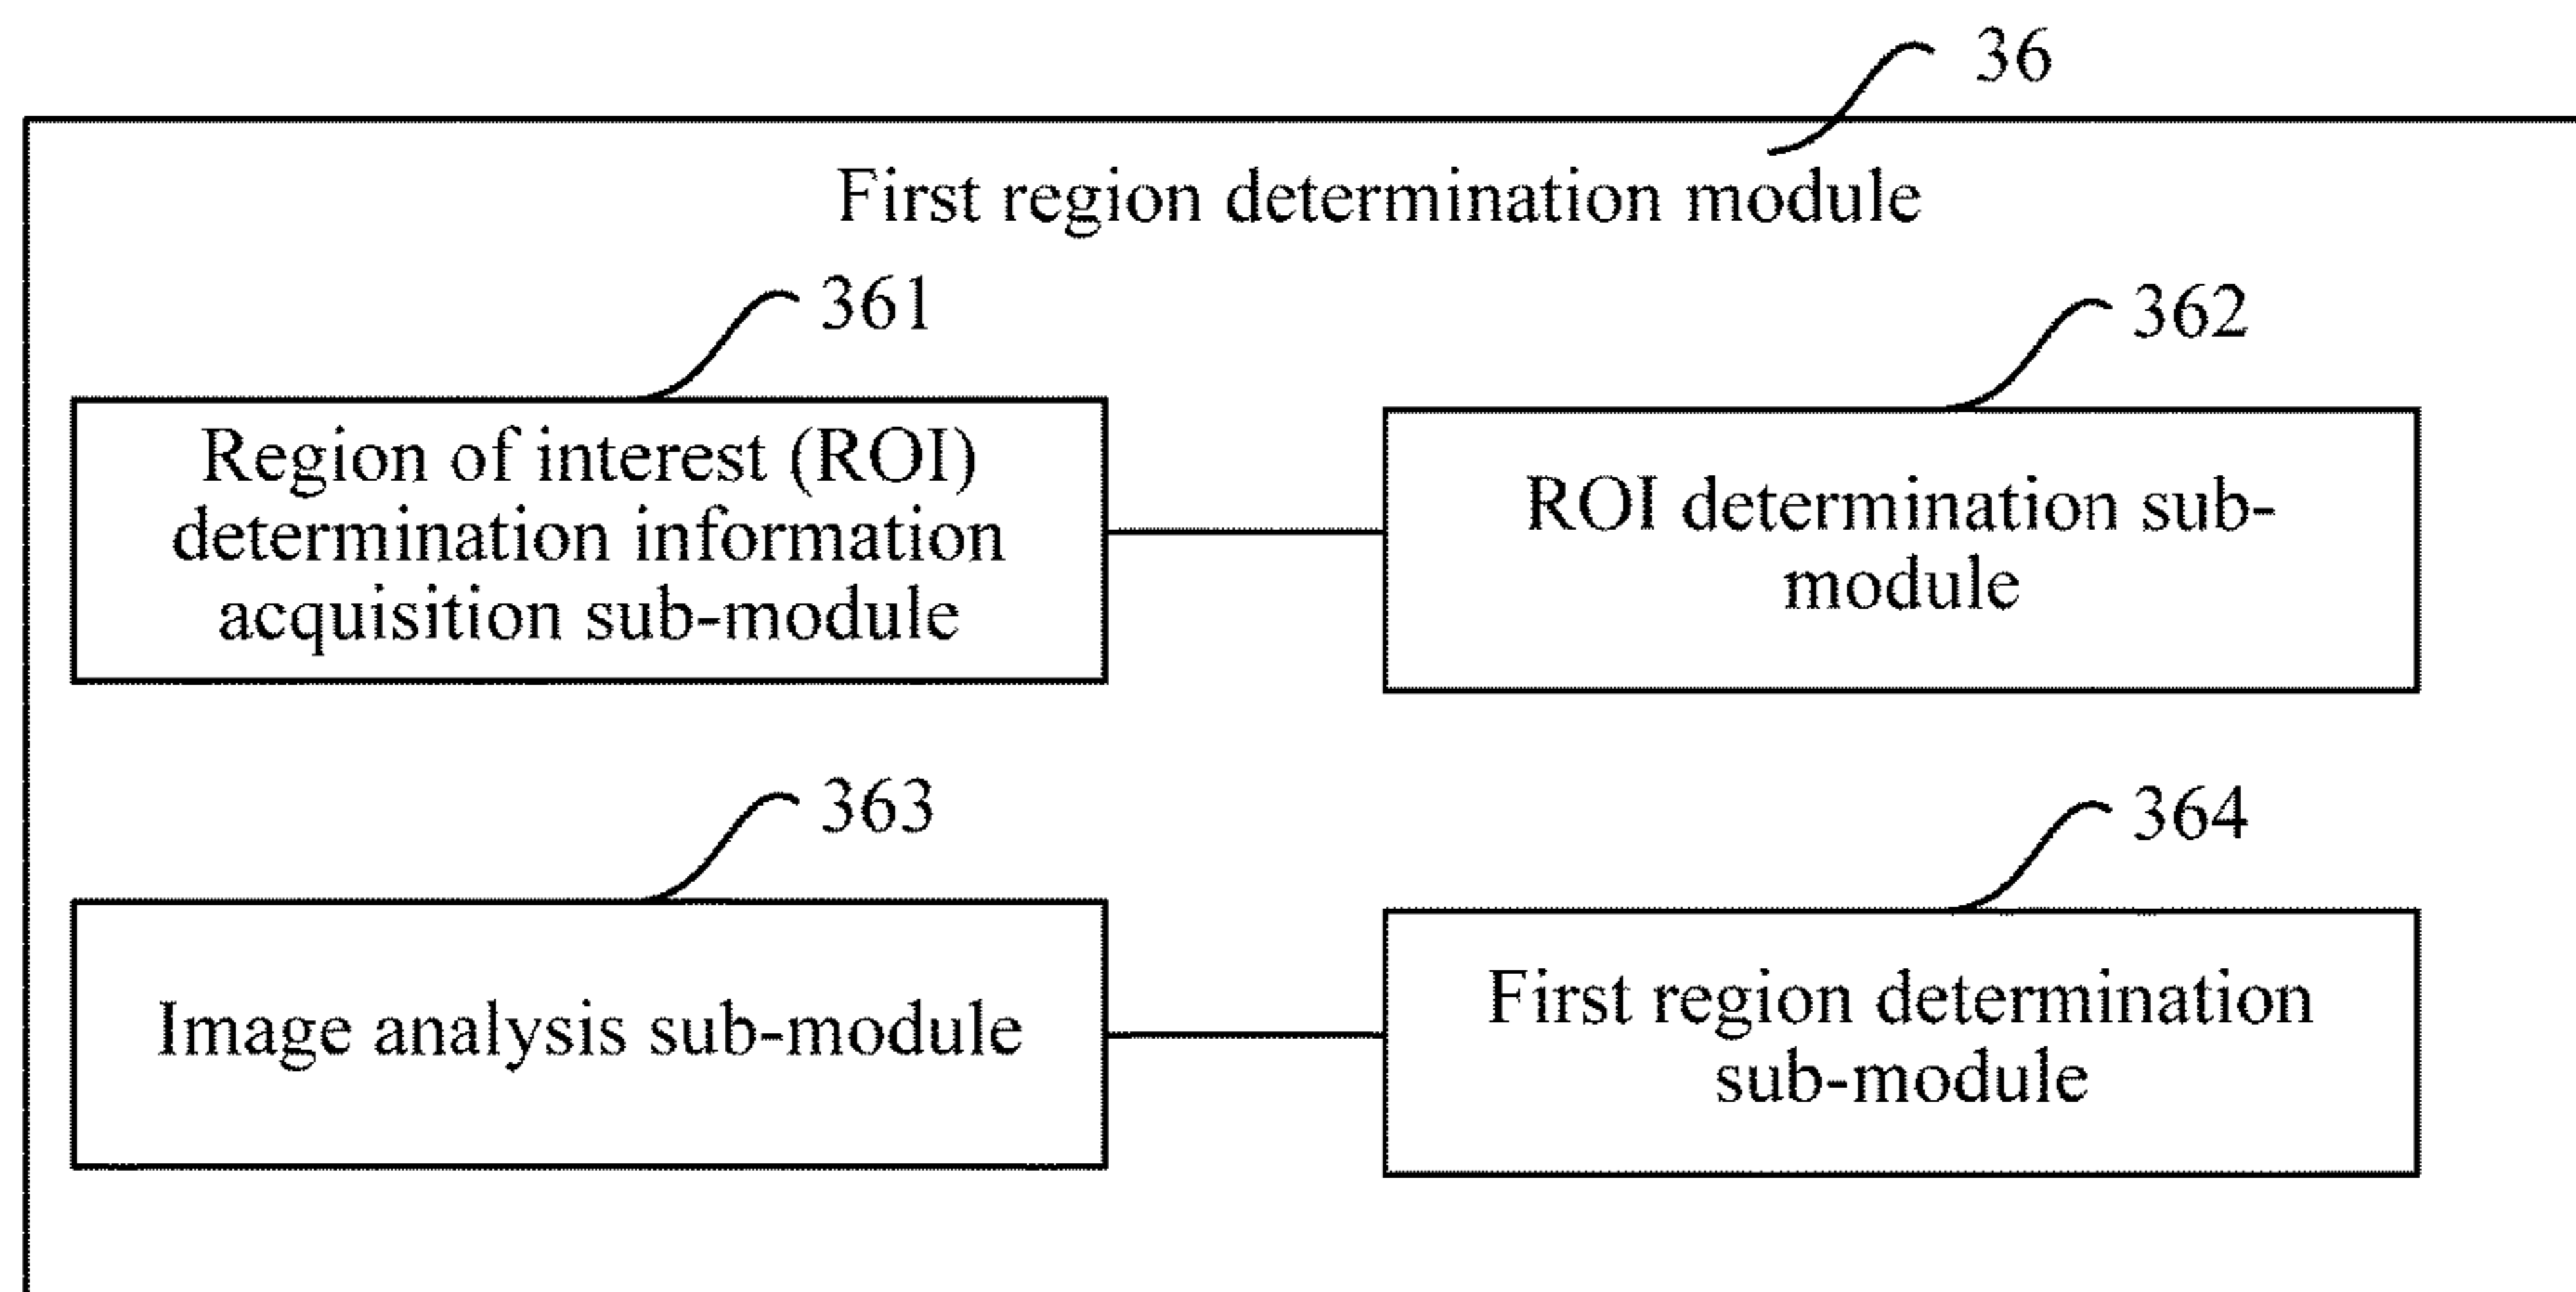 36
First region determination module
361
362
Region of interest (ROI)
determination information
acquisition sub-module
ROI determination sub-
module
363
364
Image analysis sub-module
First region determination
sub-module